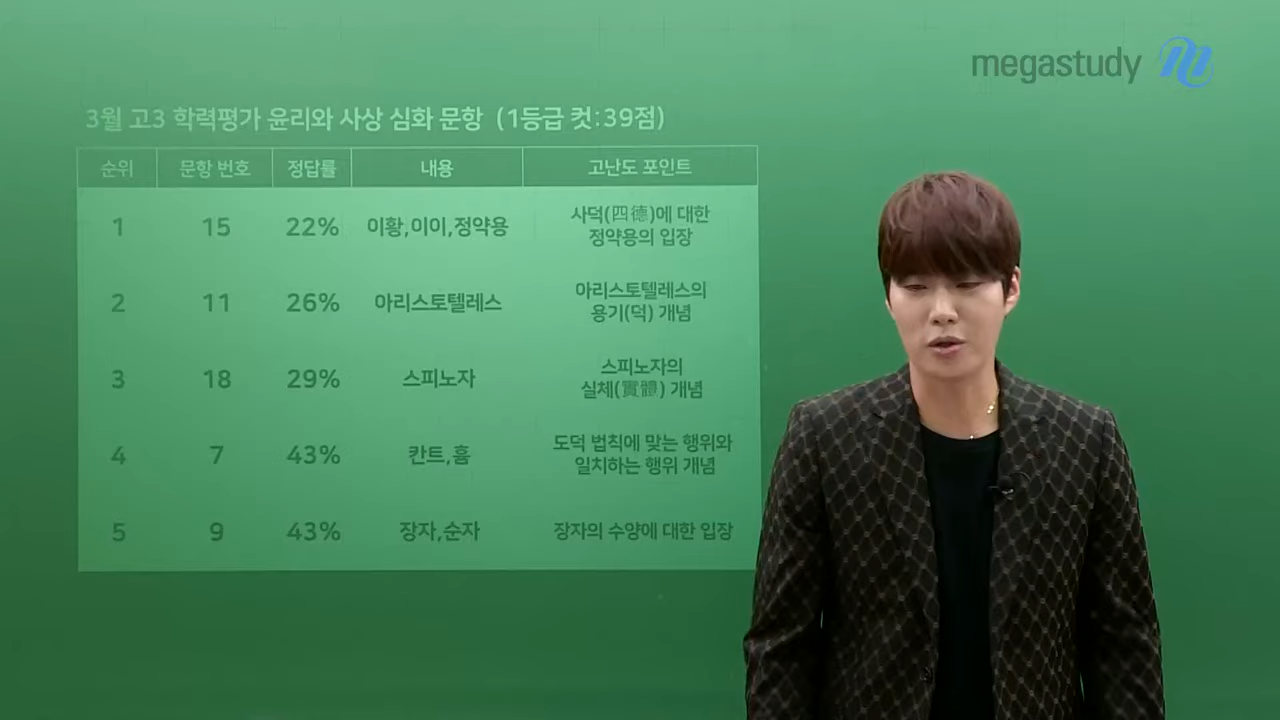 megastudy
3월 고3 학력평가 윤리와 사상 심화 문항 (1등급 컷:39점)
순위 문항 번호 정답률 내용 고난도 포인트
1 15 22% 이황,이이,정약용 사덕(四德)에 대한
정약용의 입장
2 11 26% 아리스토텔레스 아리스토텔레스의
용기(덕) 개념
3 18 29% 스피노자 스피노자의
실체(實體) 개념
4 7 43% 칸트,흄 도덕 법칙에 맞는 행위와
일치하는 행위 개념
5 9 43% 장자,순자 장자의 수양에 대한 입장